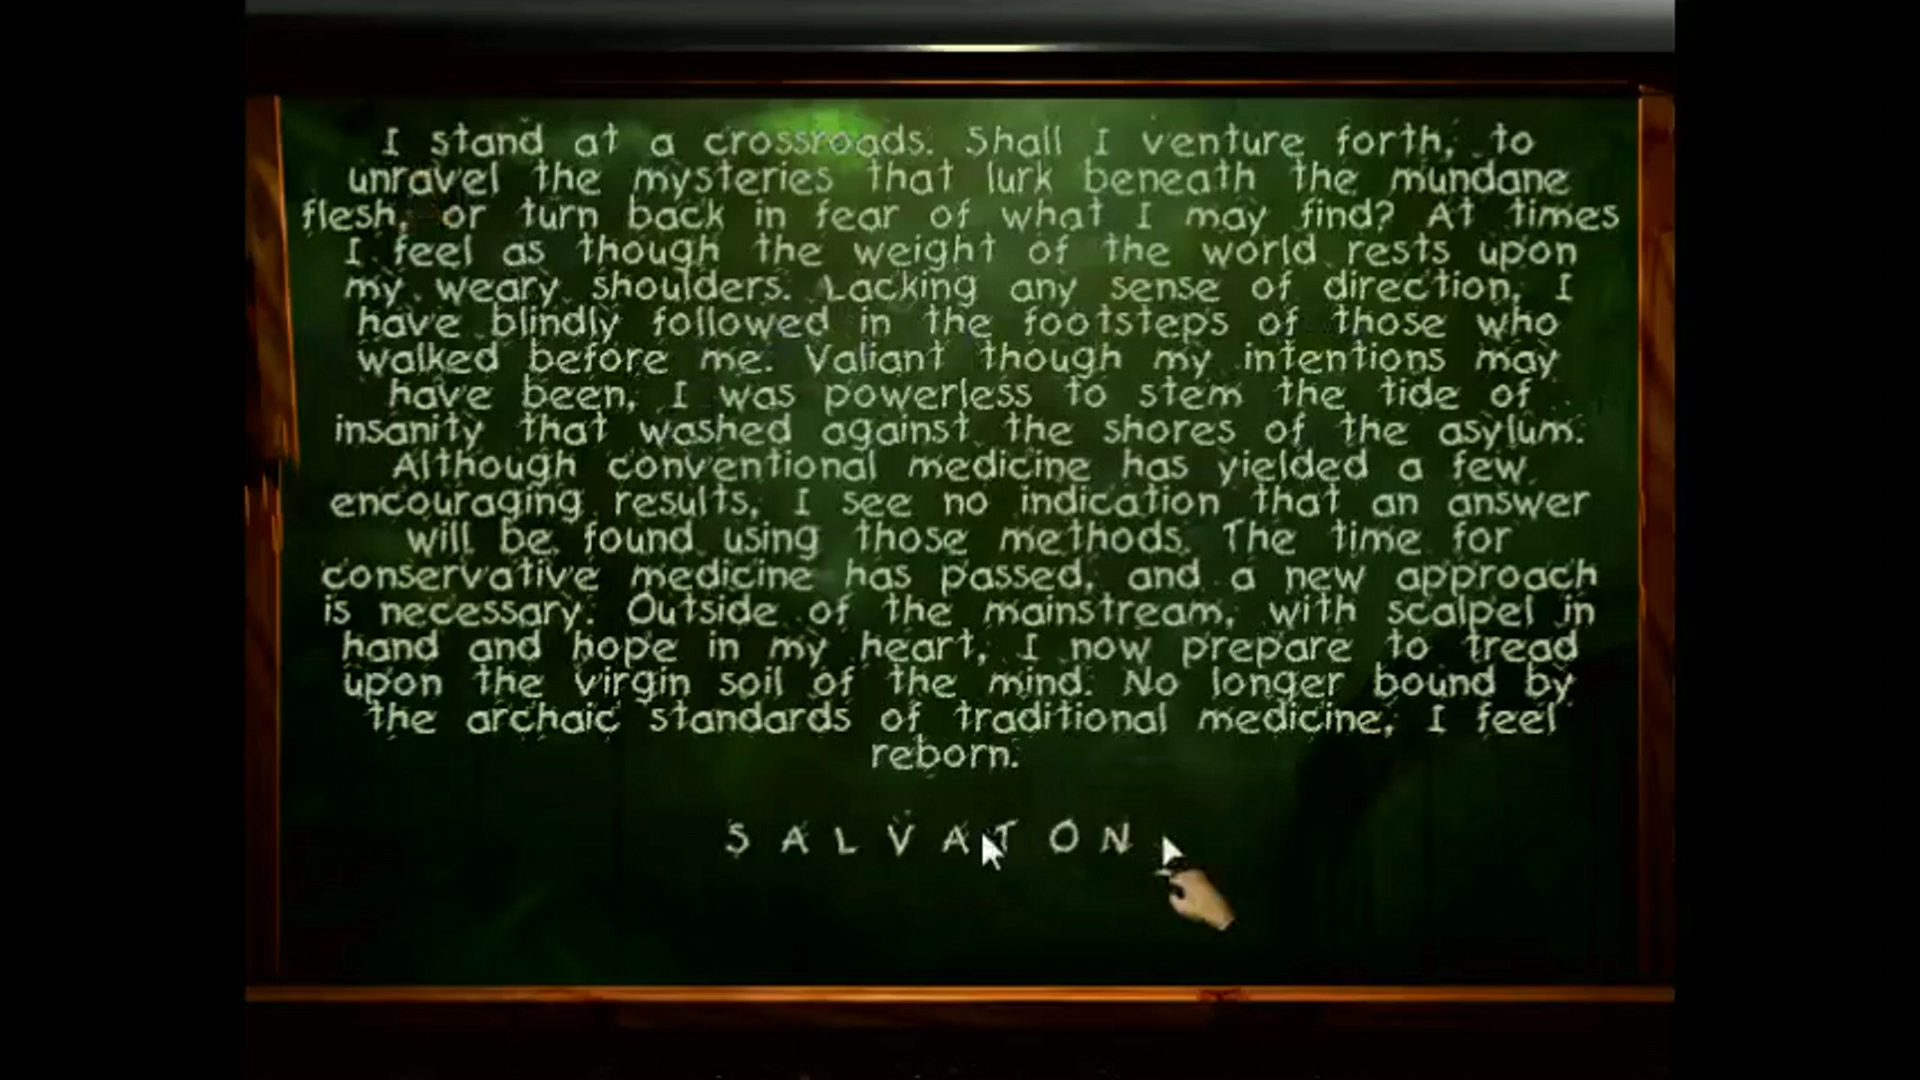 I stand at a crossroads. Shall I venture forth, to
unravel the mysteries that lurk beneath the mundane
flesh, or turn back in fear of what I may find? At times
I feel as though the weight of the world rests upon
my weary shoulders. Lacking any sense of direction, I
have blindly followed in the footsteps of those who
walked before me. Valiant though my intentions may
have been, I was powerless to stem the tide of
insanity that washed against the shores of the asylum.
Although conventional medicine has yielded a few
encouraging results, I see no indication that an answer
will be found using those methods. The time for
conservative medicine has passed, and a new approach
is necessary. Outside of the mainstream, with scalpel in
hand and hope in my heart, I now prepare to tread
upon the virgin soil of the mind. No longer bound by
the archaic standards of traditional medicine, I feel
reborn.
S A L V A T O N